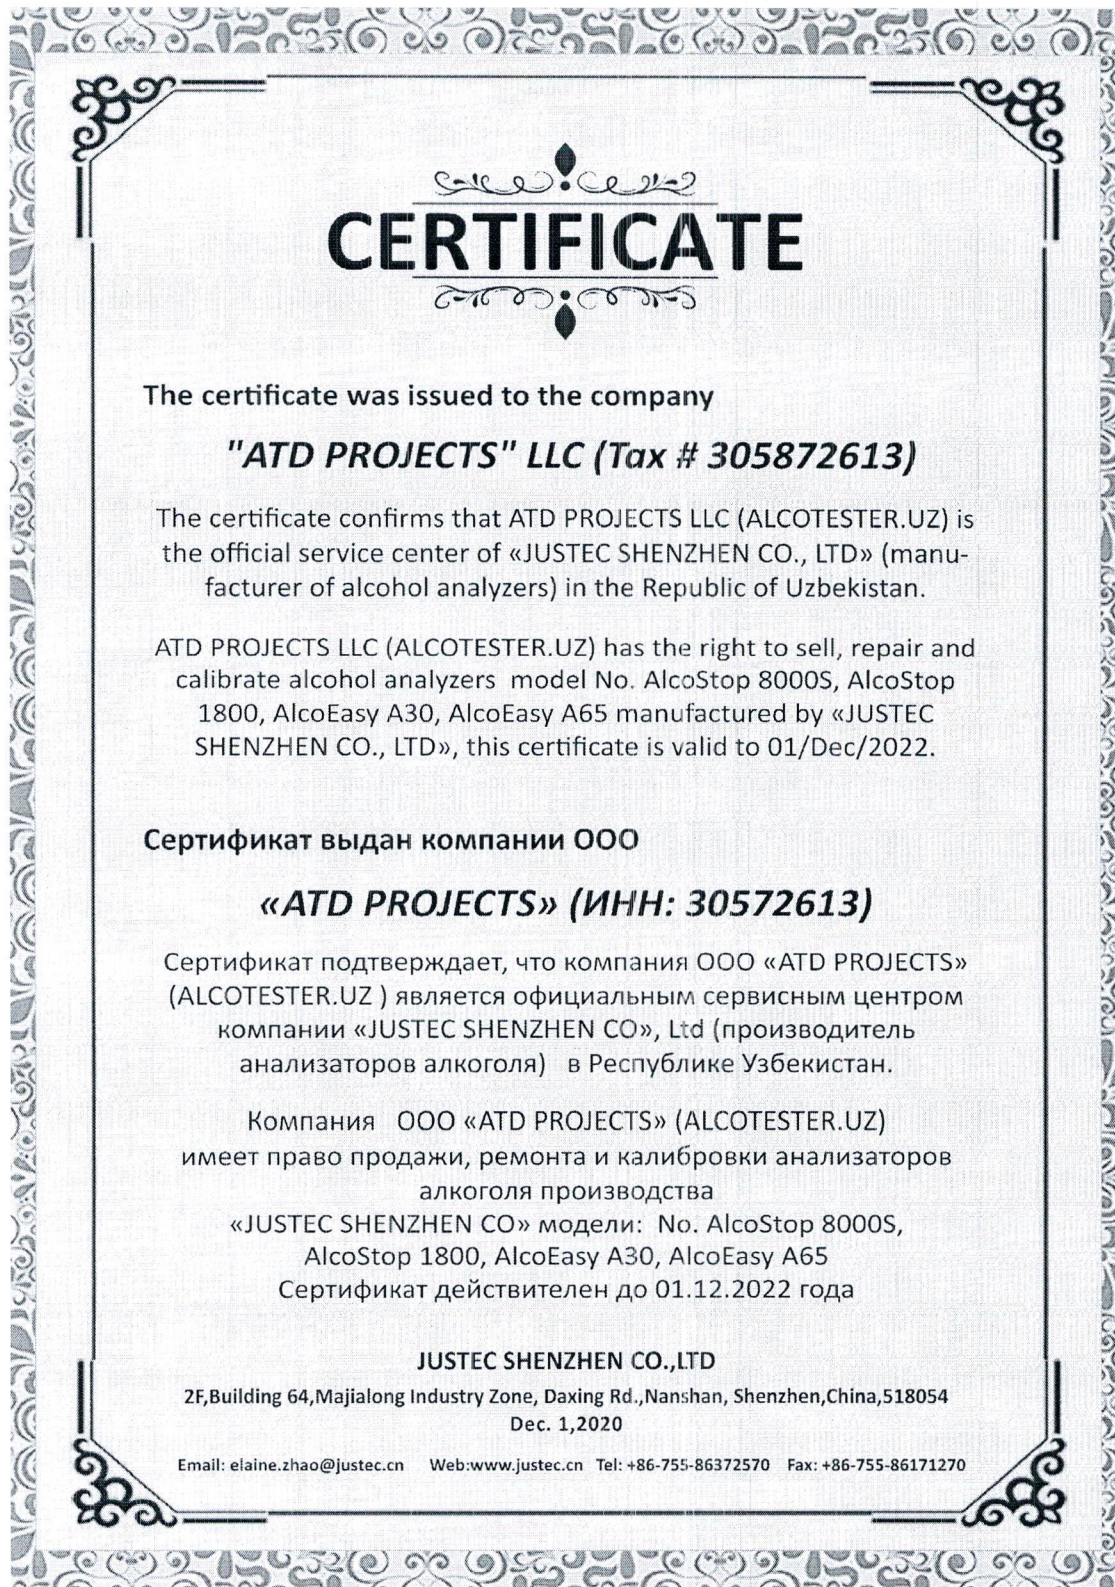 CERTIFICATE
The certificate was issued to the company
"ATD PROJECTS" LLC (Tax # 305872613)
The certificate confirms that ATD PROJECTS LLC (ALCOTESTER.UZ) is
the official service center of «JUSTEC SHENZHEN CO., LTD» (manu-
facturer of alcohol analyzers) in the Republic of Uzbekistan.
ATD PROJECTS LLC (ALCOTESTER.UZ) has the right to sell, repair and
calibrate alcohol analyzers model No. AlcoStop 8000S, AlcoStop
1800, AlcoEasy A30, AlcoEasy A65 manufactured by «JUSTEC
SHENZHEN CO., LTD», this certificate is valid to 01/Dec/2022.
Сертификат выдан компании ООО
«ATD PROJECTS» (ИНН: 30572613)
Сертификат подтверждает, что компания ООО «ATD PROJECTS»
(ALCOTESTER.UZ ) является официальным сервисным центром
компании «JUSTEC SHENZHEN CO», Ltd (производитель
анализаторов алкоголя) в Республике Узбекистан.
Компания ООО «ATD PROJECTS» (ALCOTESTER.UZ)
имеет право продажи, ремонта и калибровки анализаторов
алкоголя производства
«JUSTEC SHENZHEN CO» модели: No. AlcoStop 8000S,
AlcoStop 1800, AlcoEasy A30, AlcoEasy A65
Сертификат действителен до 01.12.2022 года
JUSTEC SHENZHEN CO.,LTD
2F,Building 64,Majialong Industry Zone, Daxing Rd.,Nanshan, Shenzhen,China,518054
Dec. 1,2020
Email: elaine.zhao@justec.cn Web:www.justec.cn Tel: +86-755-86372570 Fax: +86-755-86171270